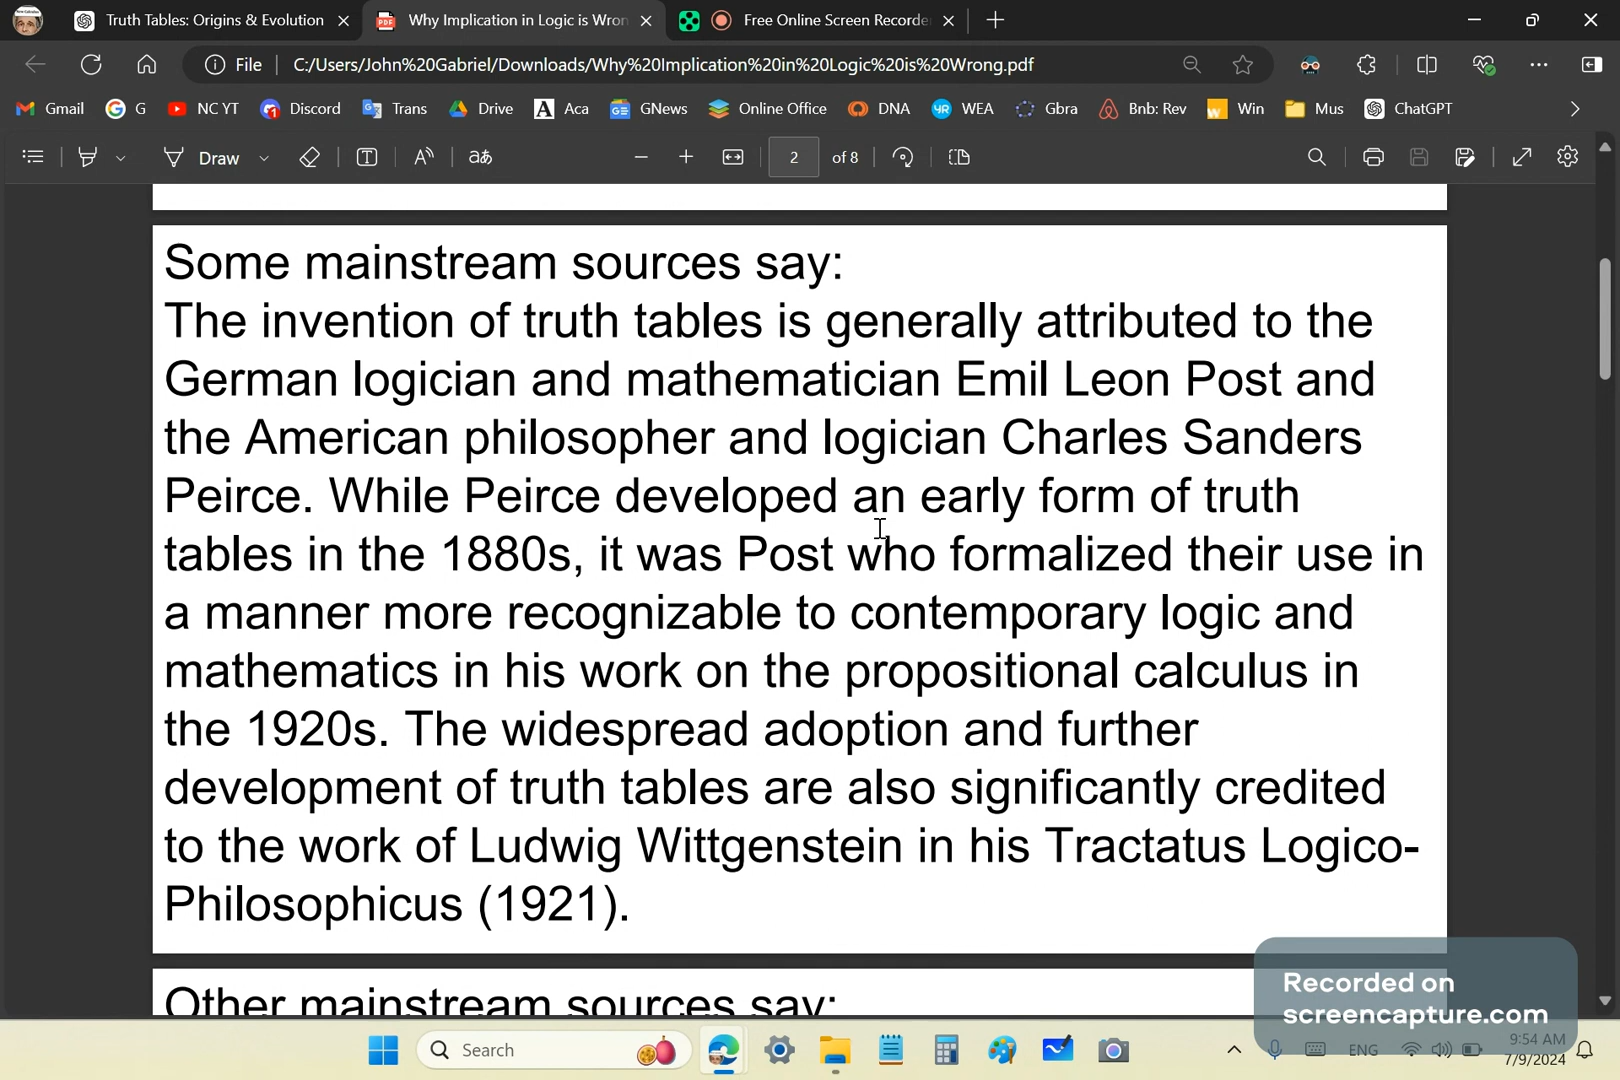 Truth Tables: Origins & Evolution
Why Implication in Logic is Wron
Free Online Screen Recorde
File
C:/Users/John%20Gabriel/Downloads/Why%20Implication%20in%20Logic%20is%20Wrong.pdf
Gmail G NC YT Discord Trans Drive Aca GNews Online Office DNA WEA Gbra Bnb: Rev Win Mus ChatGPT
Draw 2 of 8
Some mainstream sources say:
The invention of truth tables is generally attributed to the
German logician and mathematician Emil Leon Post and
the American philosopher and logician Charles Sanders
Peirce. While Peirce developed an early form of truth
tables in the 1880s, it was Post who formalized their use in
a manner more recognizable to contemporary logic and
mathematics in his work on the propositional calculus in
the 1920s. The widespread adoption and further
development of truth tables are also significantly credited
to the work of Ludwig Wittgenstein in his Tractatus Logico-
Philosophicus (1921).
Other mainstream sources say:
Recorded on
screencapture.com
Search
ENG
9:54 AM
7/9/2024